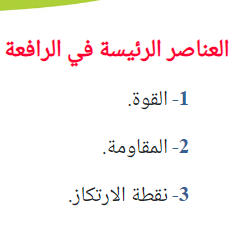 العناصر الرئيسة في الرافعة
1- القوة.
2- المقاومة.
3- نقطة الارتكاز.